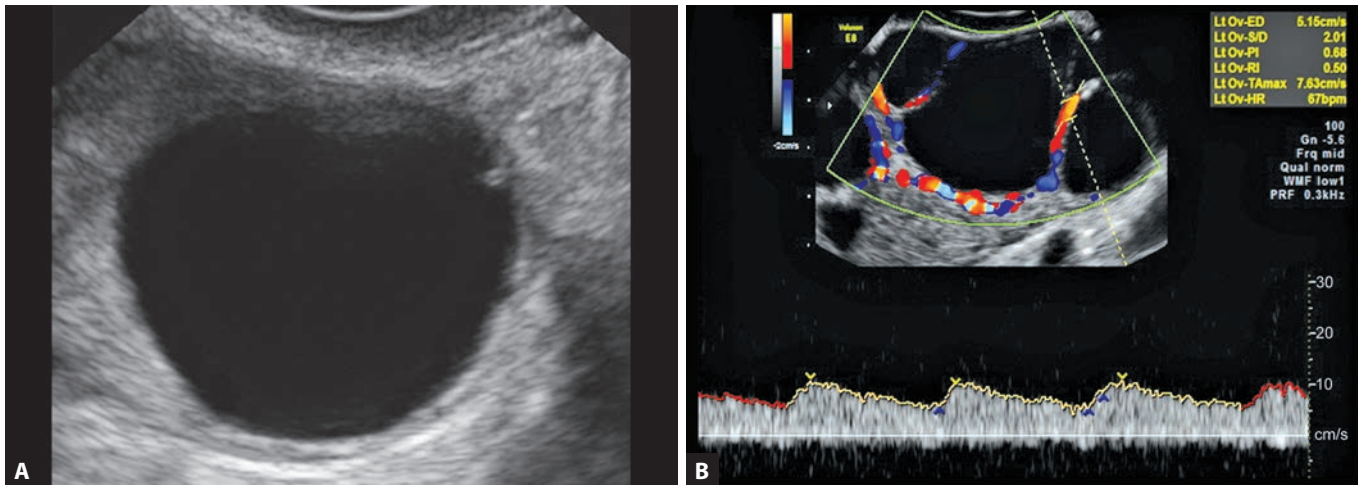 A
Voluson
E8
-2cm/s
Lt Ov-ED 5.15cm/s
Lt Ov-S/D 2.01
Lt Ov-PI 0.68
Lt Ov-RI 0.50
Lt Ov-TAmax 7.63cm/s
Lt Ov-HR 67bpm
100
Gn -5.6
Frq mid
Qual norm
WMF low1
PRF 0.3kHz
-30
-20
-10
cm/s
B